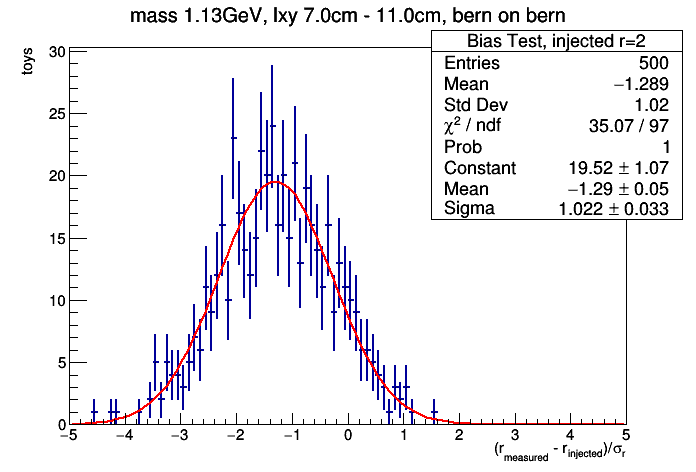 mass 1.13GeV, lxy 7.0cm - 11.0cm, bern on bern
Bias Test, injected r=2
Entries 500
Mean −1.289
Std Dev 1.02
χ² / ndf 35.07 / 97
Prob 1
Constant 19.52 ± 1.07
Mean −1.29 ± 0.05
Sigma 1.022 ± 0.033
toys
30
25
20
15
10
5
0
−5 −4 −3 −2 −1 0 1 2 3 4 5
(r_measured - r_injected)/σ_r